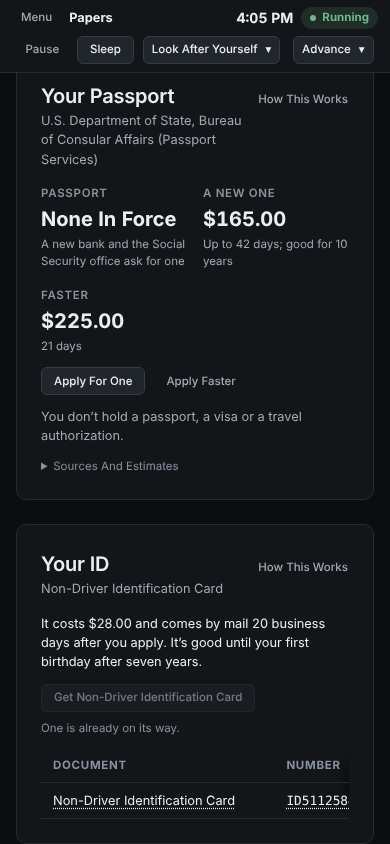 Menu Papers 4:05 PM Running
Pause Sleep Look After Yourself ▼ Advance ▼
Your Passport How This Works
U.S. Department of State, Bureau
of Consular Affairs (Passport
Services)
PASSPORT A NEW ONE
None In Force $165.00
A new bank and the Social Up to 42 days; good for 10
Security office ask for one years
FASTER
$225.00
21 days
Apply For One Apply Faster
You don’t hold a passport, a visa or a travel
authorization.
Sources And Estimates
Your ID How This Works
Non-Driver Identification Card
It costs $28.00 and comes by mail 20 business
days after you apply. It’s good until your first
birthday after seven years.
Get Non-Driver Identification Card
One is already on its way.
DOCUMENT NUMBER
Non-Driver Identification Card ID511258